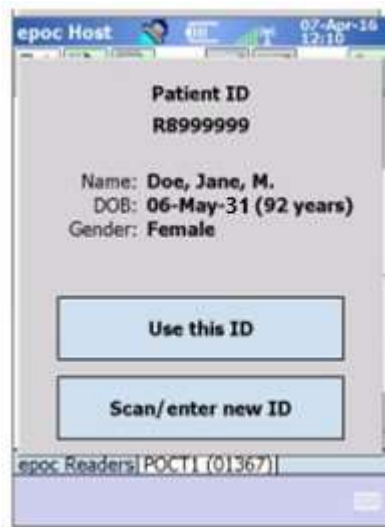 epoc Host
07-Apr-16
12:10
Patient ID
R8999999
Name: Doe, Jane, M.
DOB: 06-May-31 (92 years)
Gender: Female
Use this ID
Scan/enter new ID
epoc Readers POCT1 (01367)